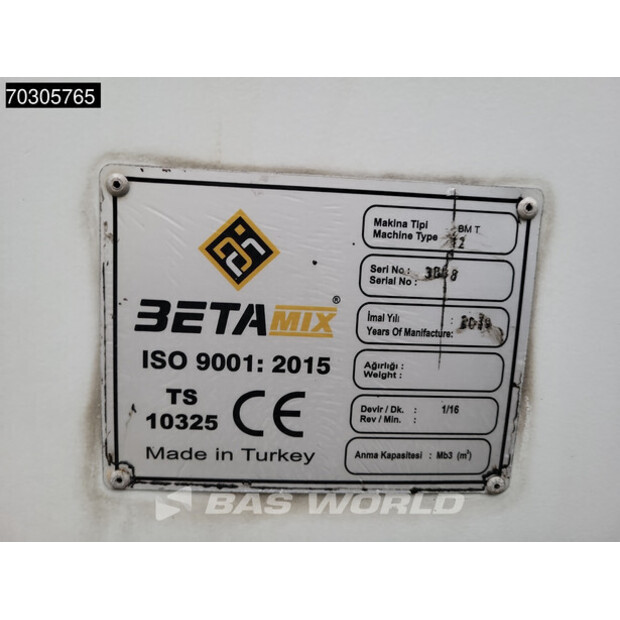 70305765
BETAMIX®
ISO 9001: 2015
TS
10325 CE
Made in Turkey
Makina Tipi : BM T
Machine Type 12
Seri No :
Serial No :
İmal Yılı :
Years Of Manifacture:
Ağırlığı :
Weight :
Devir / Dk. : 1/16
Rev / Min. :
Anma Kapasitesi : Mb3 (m³)
BAS WORLD